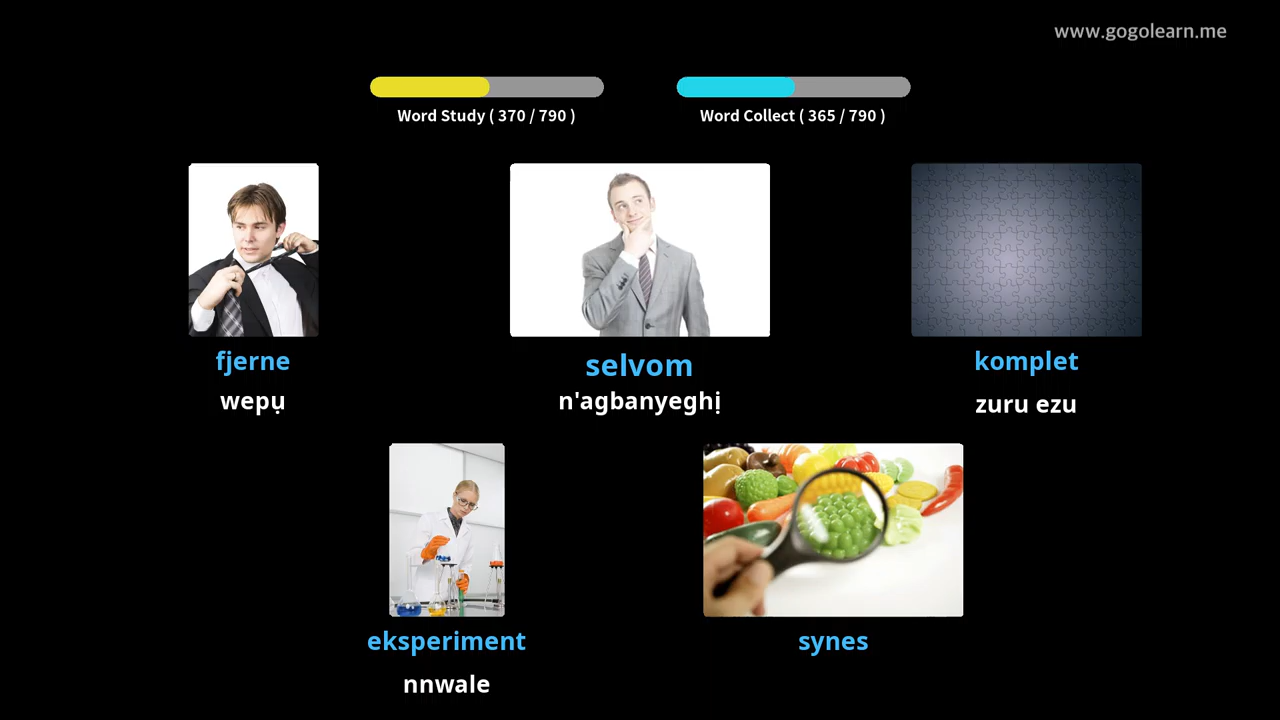 www.gogolearn.me
Word Study ( 370 / 790 )
Word Collect ( 365 / 790 )
fjerne
wepụ
selvom
n'agbanyeghị
komplet
zuru ezu
eksperiment
nnwale
synes